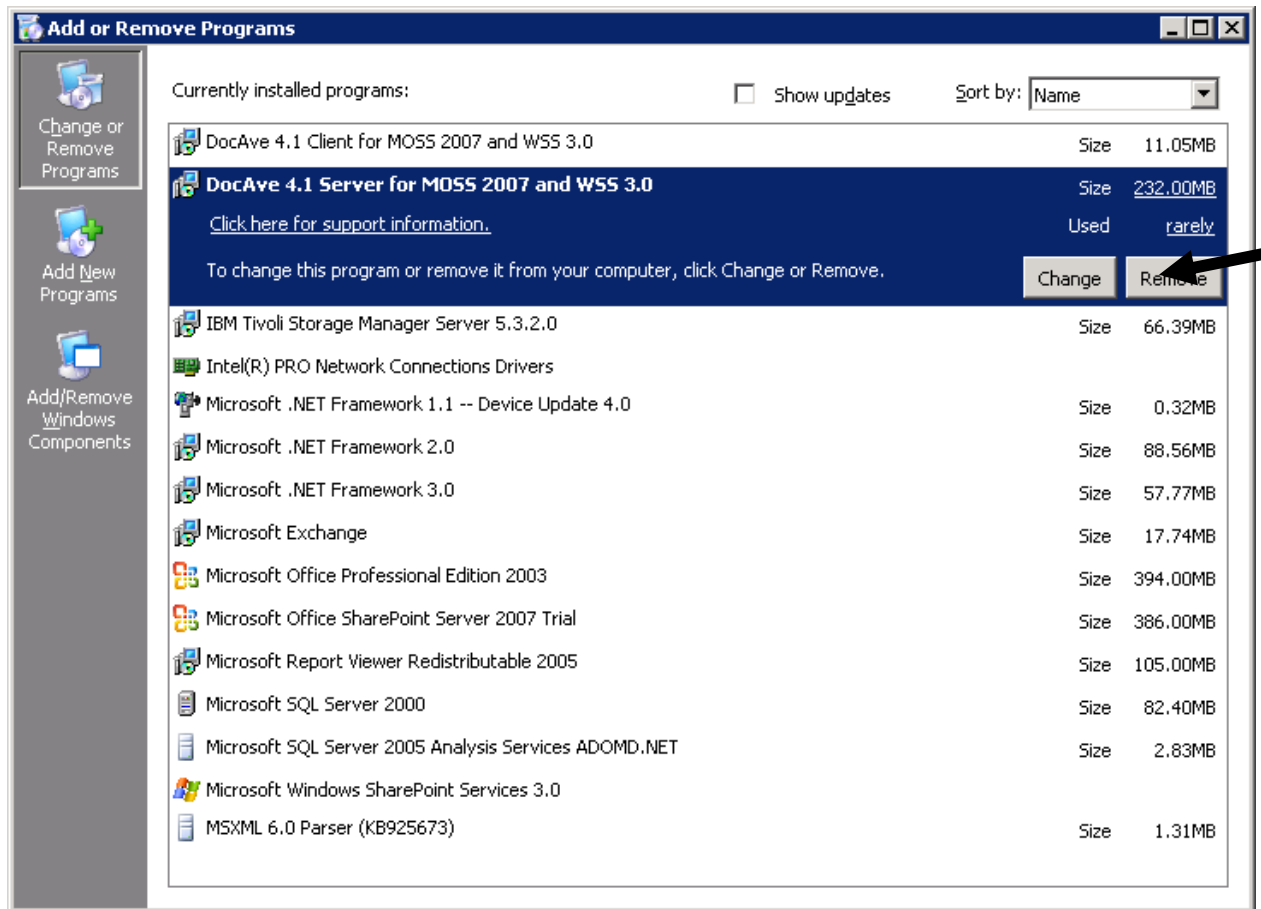 Add or Remove Programs
Change or
Remove
Programs
Add New
Programs
Add/Remove
Windows
Components
Currently installed programs:
Show updates
Sort by: Name
DocAve 4.1 Client for MOSS 2007 and WSS 3.0 Size 11.05MB
DocAve 4.1 Server for MOSS 2007 and WSS 3.0 Size 232.00MB
Click here for support information. Used rarely
To change this program or remove it from your computer, click Change or Remove. Change Remove
IBM Tivoli Storage Manager Server 5.3.2.0 Size 66.39MB
Intel(R) PRO Network Connections Drivers
Microsoft .NET Framework 1.1 -- Device Update 4.0 Size 0.32MB
Microsoft .NET Framework 2.0 Size 88.56MB
Microsoft .NET Framework 3.0 Size 57.77MB
Microsoft Exchange Size 17.74MB
Microsoft Office Professional Edition 2003 Size 394.00MB
Microsoft Office SharePoint Server 2007 Trial Size 386.00MB
Microsoft Report Viewer Redistributable 2005 Size 105.00MB
Microsoft SQL Server 2000 Size 82.40MB
Microsoft SQL Server 2005 Analysis Services ADOMD.NET Size 2.83MB
Microsoft Windows SharePoint Services 3.0
MSXML 6.0 Parser (KB925673) Size 1.31MB